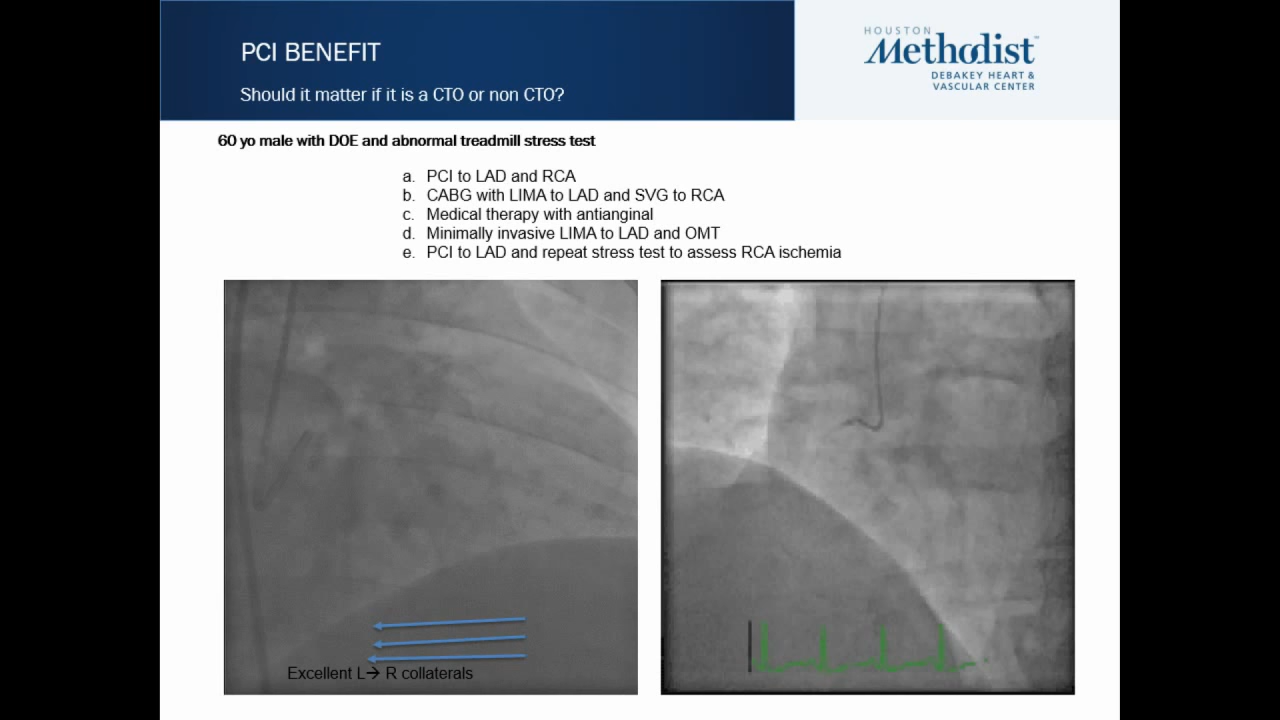 PCI BENEFIT
Should it matter if it is a CTO or non CTO?
HOUSTON
Methodist
DEBAKEY HEART &
VASCULAR CENTER
60 yo male with DOE and abnormal treadmill stress test
a. PCI to LAD and RCA
b. CABG with LIMA to LAD and SVG to RCA
c. Medical therapy with antianginal
d. Minimally invasive LIMA to LAD and OMT
e. PCI to LAD and repeat stress test to assess RCA ischemia
Excellent L→ R collaterals